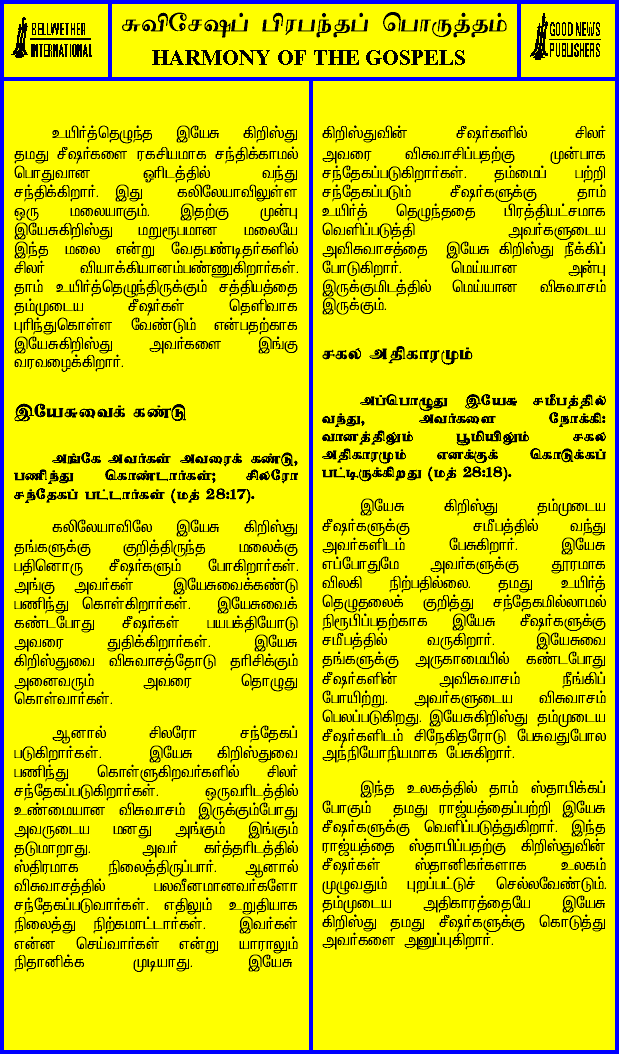 BELLWETHER
INTERNATIONAL
சுவிசேஷப் பிரபந்தப் பொருத்தம்
HARMONY OF THE GOSPELS
GOOD NEWS
PUBLISHERS
உயிர்த்தெழுந்த இயேசு கிறிஸ்து
தமது சீஷர்களை ரகசியமாக சந்திக்காமல்
பொதுவான ஓரிடத்தில் வந்து
சந்திக்கிறார். இது கலிலேயாவிலுள்ள
ஒரு மலையாகும். இதற்கு முன்பு
இயேசுகிறிஸ்து மறுரூபமான மலையே
இந்த மலை என்று வேதபண்டிதர்களில்
சிலர் வியாக்கியானம்பண்ணுகிறார்கள்.
தாம் உயிர்த்தெழுந்திருக்கும் சத்தியத்தை
தம்முடைய சீஷர்கள் தெளிவாக
புரிந்துகொள்ள வேண்டும் என்பதற்காக
இயேசுகிறிஸ்து அவர்களை இங்கு
வரவழைக்கிறார்.
இயேசுவைக் கண்டு
அங்கே அவர்கள் அவரைக் கண்டு,
பணிந்து கொண்டார்கள்; சிலரோ
சந்தேகப் பட்டார்கள் (மத் 28:17).
கலிலேயாவிலே இயேசு கிறிஸ்து
தங்களுக்கு குறித்திருந்த மலைக்கு
பதினொரு சீஷர்களும் போகிறார்கள்.
அங்கு அவர்கள் இயேசுவைக்கண்டு
பணிந்து கொள்கிறார்கள். இயேசுவைக்
கண்டபோது சீஷர்கள் பயபக்தியோடு
அவரை துதிக்கிறார்கள். இயேசு
கிறிஸ்துவை விசுவாசத்தோடு தரிசிக்கும்
அனைவரும் அவரை தொழுது
கொள்வார்கள்.
ஆனால் சிலரோ சந்தேகப்
படுகிறார்கள். இயேசு கிறிஸ்துவை
பணிந்து கொள்ளுகிறவர்களில் சிலர்
சந்தேகப்படுகிறார்கள். ஒருவரிடத்தில்
உண்மையான விசுவாசம் இருக்கும்போது
அவருடைய மனது அங்கும் இங்கும்
தடுமாறாது. அவர் கர்த்தரிடத்தில்
ஸ்திரமாக நிலைத்திருப்பார். ஆனால்
விசுவாசத்தில் பலவீனமானவர்களோ
சந்தேகப்படுவார்கள். எதிலும் உறுதியாக
நிலைத்து நிற்கமாட்டார்கள். இவர்கள்
என்ன செய்வார்கள் என்று யாராலும்
நிதானிக்க முடியாது. இயேசு
கிறிஸ்துவின் சீஷர்களில் சிலர்
அவரை விசுவாசிப்பதற்கு முன்பாக
சந்தேகப்படுகிறார்கள். தம்மைப் பற்றி
சந்தேகப்படும் சீஷர்களுக்கு தாம்
உயிர்த் தெழுந்ததை பிரத்தியட்சமாக
வெளிப்படுத்தி அவர்களுடைய
அவிசுவாசத்தை இயேசு கிறிஸ்து நீக்கிப்
போடுகிறார். மெய்யான அன்பு
இருக்குமிடத்தில் மெய்யான விசுவாசம்
இருக்கும்.
சகல அதிகாரமும்
அப்பொழுது இயேசு சமீபத்தில்
வந்து, அவர்களை நோக்கி:
வானத்திலும் பூமியிலும் சகல
அதிகாரமும் எனக்குக் கொடுக்கப்
பட்டிருக்கிறது (மத் 28:18).
இயேசு கிறிஸ்து தம்முடைய
சீஷர்களுக்கு சமீபத்தில் வந்து
அவர்களிடம் பேசுகிறார். இயேசு
எப்போதுமே அவர்களுக்கு தூரமாக
விலகி நிற்பதில்லை. தமது உயிர்த்
தெழுதலைக் குறித்து சந்தேகமில்லாமல்
நிரூபிப்பதற்காக இயேசு சீஷர்களுக்கு
சமீபத்தில் வருகிறார். இயேசுவை
தங்களுக்கு அருகாமையில் கண்டபோது
சீஷர்களின் அவிசுவாசம் நீங்கிப்
போயிற்று. அவர்களுடைய விசுவாசம்
பெலப்படுகிறது. இயேசுகிறிஸ்து தம்முடைய
சீஷர்களிடம் சிநேகிதரோடு பேசுவதுபோல
அந்நியோநியமாக பேசுகிறார்.
இந்த உலகத்தில் தாம் ஸ்தாபிக்கப்
போகும் தமது ராஜ்யத்தைப்பற்றி இயேசு
சீஷர்களுக்கு வெளிப்படுத்துகிறார். இந்த
ராஜ்யத்தை ஸ்தாபிப்பதற்கு கிறிஸ்துவின்
சீஷர்கள் ஸ்தானிகர்களாக உலகம்
முழுவதும் புறப்பட்டுச் செல்லவேண்டும்.
தம்முடைய அதிகாரத்தையே இயேசு
கிறிஸ்து தமது சீஷர்களுக்கு கொடுத்து
அவர்களை அனுப்புகிறார்.